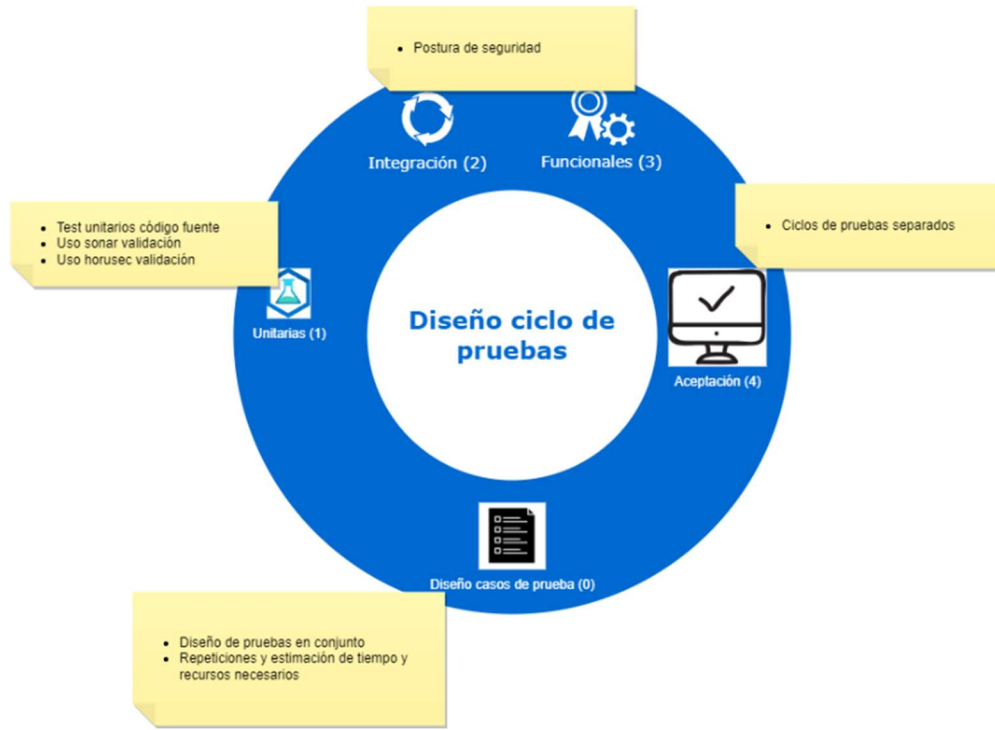 • Postura de seguridad
Integración (2)
Funcionales (3)
• Test unitarios código fuente
• Uso sonar validación
• Uso horusec validación
• Ciclos de pruebas separados
Unitarias (1)
Diseño ciclo de
pruebas
Aceptación (4)
Diseño casos de prueba (0)
• Diseño de pruebas en conjunto
• Repeticiones y estimación de tiempo y
recursos necesarios